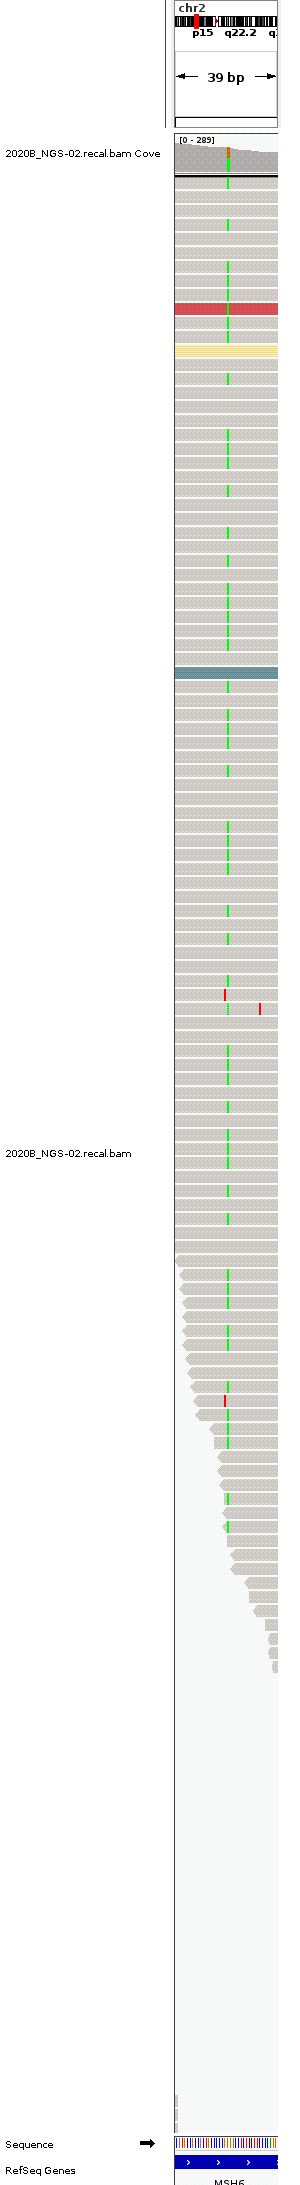 chr2
p15 q22.2 q
39 bp
[0 - 289]
2020B_NGS-02.recal.bam Cove
2020B_NGS-02.recal.bam
Sequence
RefSeq Genes
MSH6